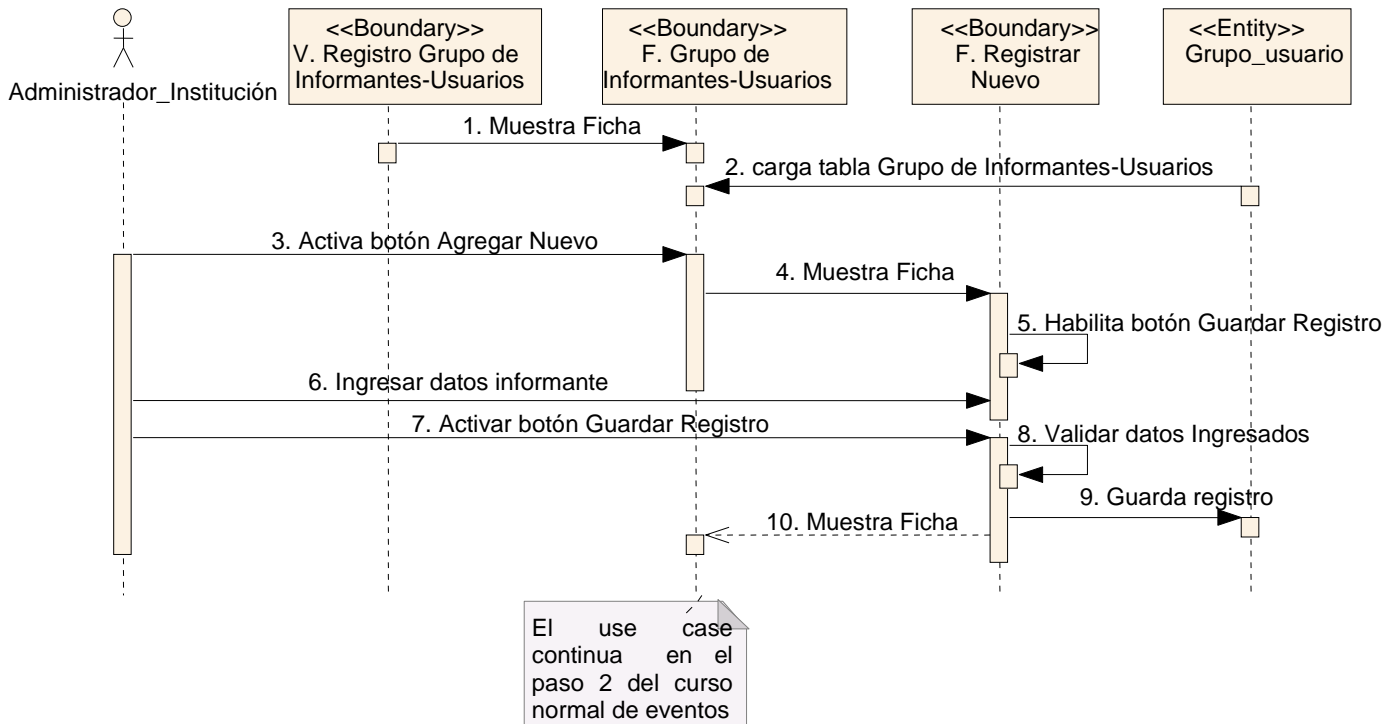 Administrador_Institución
<<Boundary>>
V. Registro Grupo de
Informantes-Usuarios
<<Boundary>>
F. Grupo de
Informantes-Usuarios
<<Boundary>>
F. Registrar
Nuevo
<<Entity>>
Grupo_usuario
1. Muestra Ficha
2. carga tabla Grupo de Informantes-Usuarios
3. Activa botón Agregar Nuevo
4. Muestra Ficha
5. Habilita botón Guardar Registro
6. Ingresar datos informante
7. Activar botón Guardar Registro
8. Validar datos Ingresados
9. Guarda registro
10. Muestra Ficha
El use case
continua en el
paso 2 del curso
normal de eventos